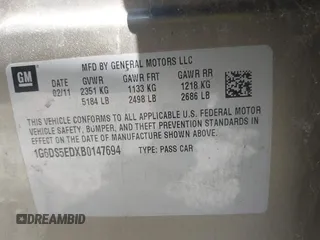 GM
MFD BY GENERAL MOTORS LLC
DATE GVWR GAWR FRT GAWR RR
02/11 2351 KG 1133 KG 1218 KG
5184 LB 2498 LB 2686 LB
THIS VEHICLE CONFORMS TO ALL APPLICABLE U.S. FEDERAL MOTOR
VEHICLE SAFETY, BUMPER, AND THEFT PREVENTION STANDARDS IN
EFFECT ON THE DATE OF MANUFACTURE SHOWN ABOVE.
1G6DS5EDXB0147694 TYPE: PASS CAR
AUTOBIDMASTER